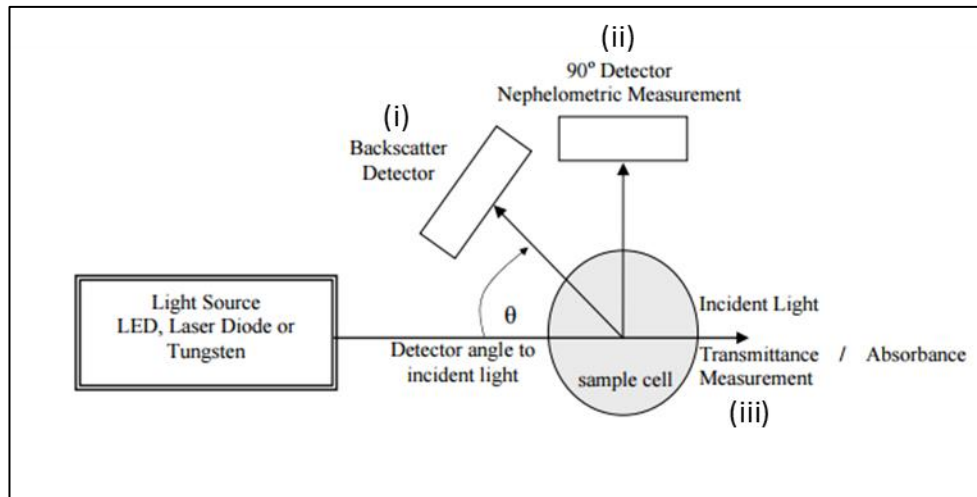 (ii)
90° Detector
Nephelometric Measurement
(i)
Backscatter
Detector
Light Source
LED, Laser Diode or
Tungsten
θ
Detector angle to
incident light
sample cell
Incident Light
Transmittance / Absorbance
Measurement
(iii)